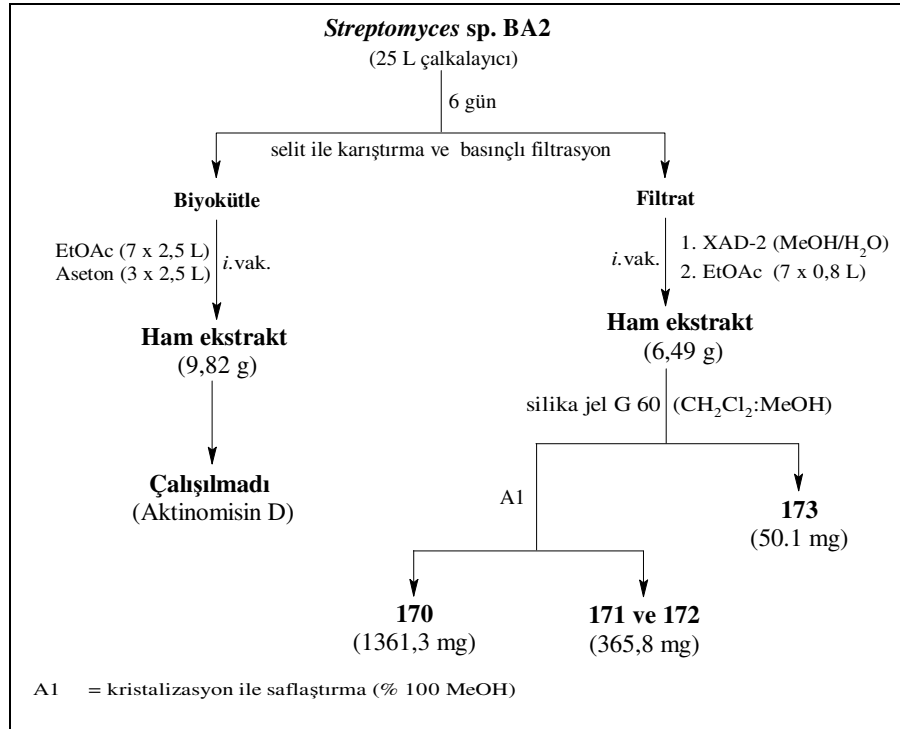 Streptomyces sp. BA2
(25 L çalkalayıcı)
6 gün
selit ile karıştırma ve basınçlı filtrasyon
Biyokütle
Filtrat
EtOAc (7 x 2,5 L)
Aseton (3 x 2,5 L)
i.vak.
i.vak.
1. XAD-2 (MeOH/H₂O)
2. EtOAc (7 x 0,8 L)
Ham ekstrakt
(9,82 g)
Ham ekstrakt
(6,49 g)
silika jel G 60 (CH₂Cl₂:MeOH)
Çalışılmadı
(Aktinomisin D)
A1
173
(50.1 mg)
170
(1361,3 mg)
171 ve 172
(365,8 mg)
A1 = kristalizasyon ile saflaştırma (% 100 MeOH)